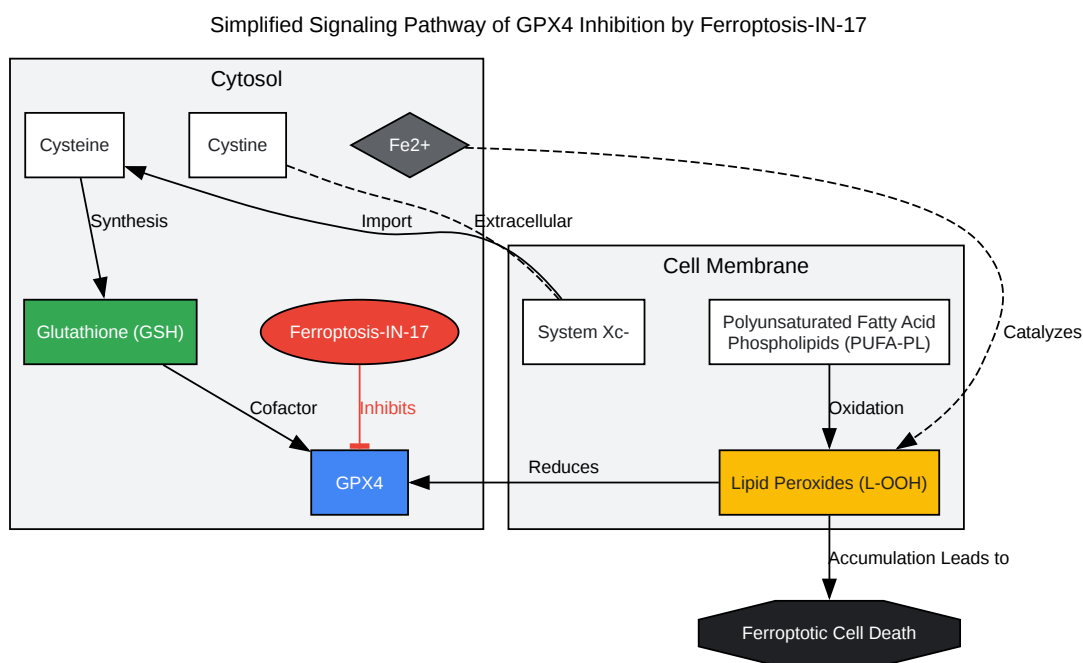 Simplified Signaling Pathway of GPX4 Inhibition by Ferroptosis-IN-17
Cytosol
Cysteine
Cystine
Fe2+
Synthesis
Import
Extracellular
Cell Membrane
Glutathione (GSH)
Ferroptosis-IN-17
System Xc-
Polyunsaturated Fatty Acid
Phospholipids (PUFA-PL)
Catalyzes
Cofactor
Inhibits
Oxidation
Reduces
GPX4
Lipid Peroxides (L-OOH)
Accumulation Leads to
Ferroptotic Cell Death